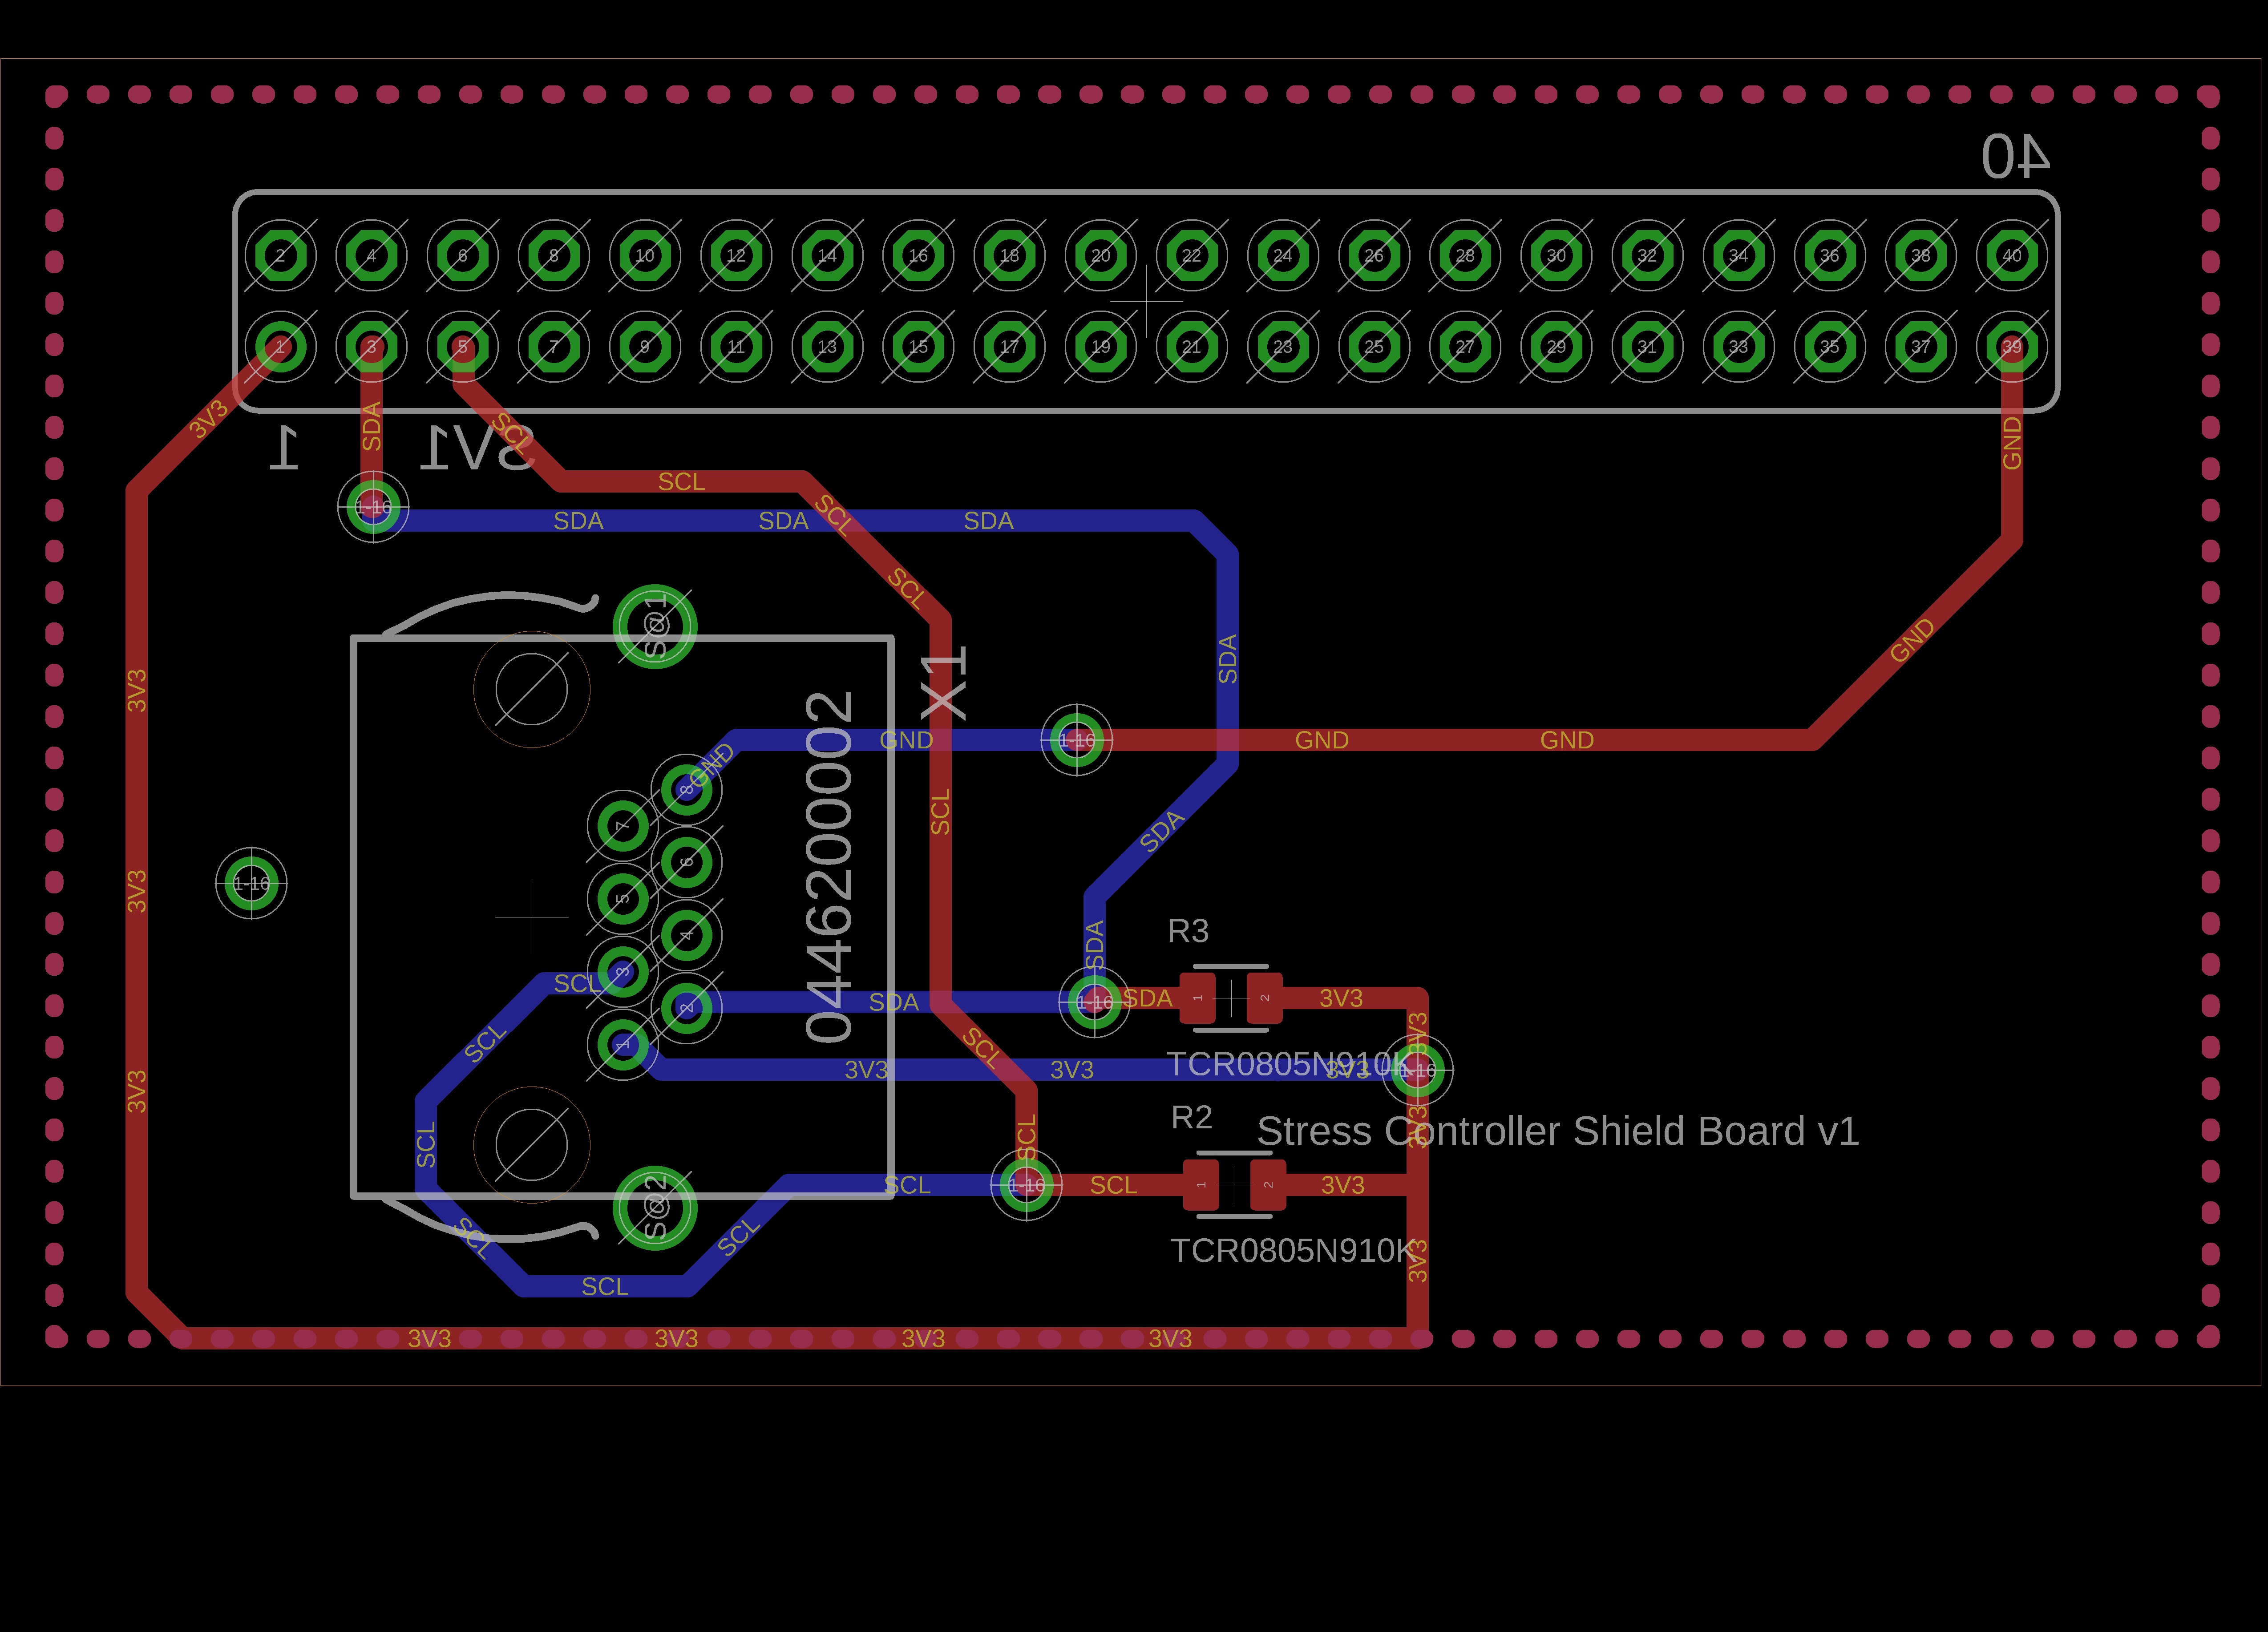 40
2 4 6 8 10 12 14 16 18 20 22 24 26 28 30 32 34 36 38 40
1 3 5 7 9 11 13 15 17 19 21 23 25 27 29 31 33 35 37 39
3V3 SDA SCL GND
1 SV1
SCL
1-16 SDA SDA SDA SCL
SCL
S@1
SDA
GND
3V3
X1
GND GND 1-16 GND GND
8
7
SCL
SDA
6
3V3 1-16
5
4
0446200002
R3
SDA
3
SCL
2 SDA 1-16 SDA 1 2 3V3
3V3
SCL
1
SCL
3V3 3V3 3V3 1-16
TCR0805N910K
3V3
R2
Stress Controller Shield Board v1
3V3
SCL
SCL
SCL 1-16 SCL 1 2 3V3
S@2
SCL
SCL
TCR0805N910K
3V3
SCL
3V3 3V3 3V3 3V3